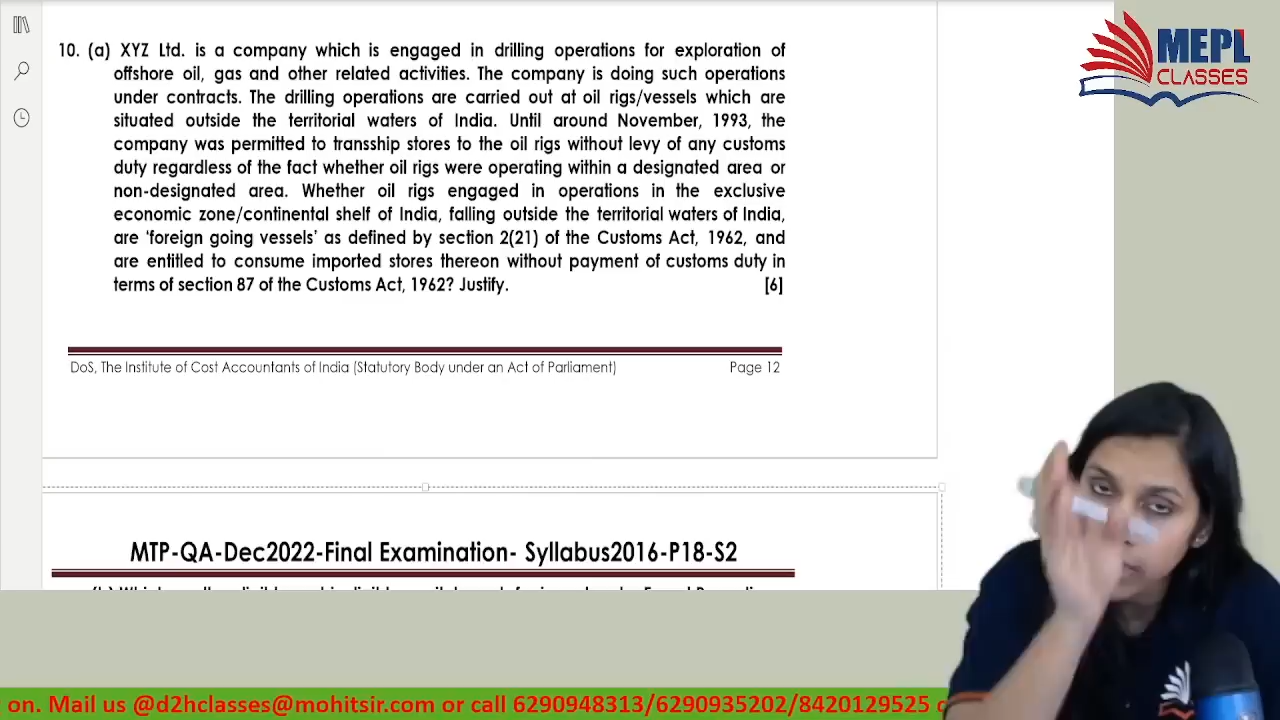 10. (a) XYZ Ltd. is a company which is engaged in drilling operations for exploration of
offshore oil, gas and other related activities. The company is doing such operations
under contracts. The drilling operations are carried out at oil rigs/vessels which are
situated outside the territorial waters of India. Until around November, 1993, the
company was permitted to transship stores to the oil rigs without levy of any customs
duty regardless of the fact whether oil rigs were operating within a designated area or
non-designated area. Whether oil rigs engaged in operations in the exclusive
economic zone/continental shelf of India, falling outside the territorial waters of India,
are ‘foreign going vessels’ as defined by section 2(21) of the Customs Act, 1962, and
are entitled to consume imported stores thereon without payment of customs duty in
terms of section 87 of the Customs Act, 1962? Justify. [6]
DoS, The Institute of Cost Accountants of India (Statutory Body under an Act of Parliament) Page 12
MTP-QA-Dec2022-Final Examination- Syllabus2016-P18-S2
MEPL
CLASSES
on. Mail us @d2hclasses@mohitsir.com or call 6290948313/6290935202/8420129525